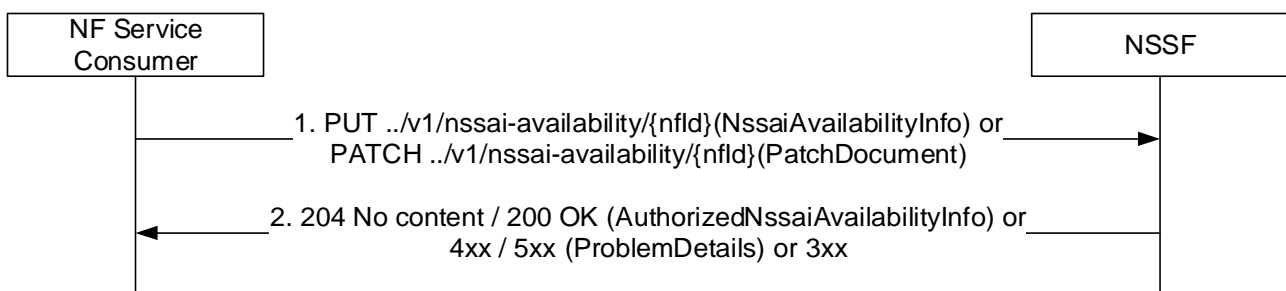 NF Service
Consumer
NSSF
1. PUT ../v1/nssai-availability/{nfId}(NssaiAvailabilityInfo) or
PATCH ../v1/nssai-availability/{nfId}(PatchDocument)
2. 204 No content / 200 OK (AuthorizedNssaiAvailabilityInfo) or
4xx / 5xx (ProblemDetails) or 3xx